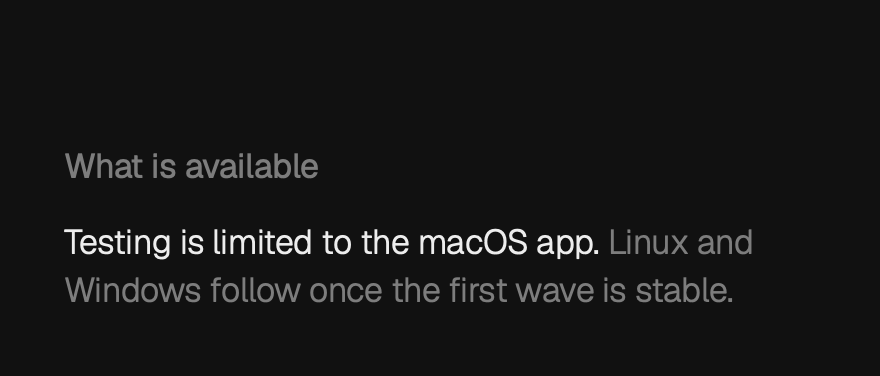 What is available
Testing is limited to the macOS app. Linux and
Windows follow once the first wave is stable.